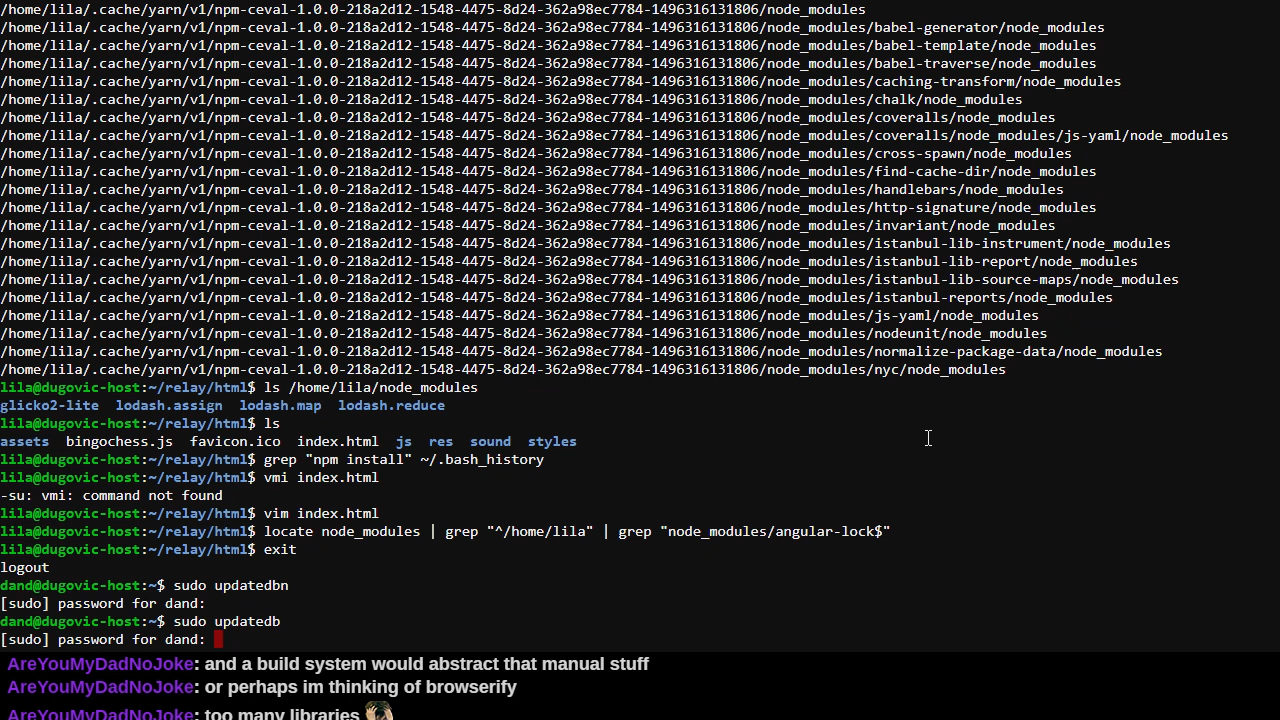 /home/lila/.cache/yarn/v1/npm-ceval-1.0.0-218a2d12-1548-4475-8d24-362a98ec7784-1496316131806/node_modules
/home/lila/.cache/yarn/v1/npm-ceval-1.0.0-218a2d12-1548-4475-8d24-362a98ec7784-1496316131806/node_modules/babel-generator/node_modules
/home/lila/.cache/yarn/v1/npm-ceval-1.0.0-218a2d12-1548-4475-8d24-362a98ec7784-1496316131806/node_modules/babel-template/node_modules
/home/lila/.cache/yarn/v1/npm-ceval-1.0.0-218a2d12-1548-4475-8d24-362a98ec7784-1496316131806/node_modules/babel-traverse/node_modules
/home/lila/.cache/yarn/v1/npm-ceval-1.0.0-218a2d12-1548-4475-8d24-362a98ec7784-1496316131806/node_modules/caching-transform/node_modules
/home/lila/.cache/yarn/v1/npm-ceval-1.0.0-218a2d12-1548-4475-8d24-362a98ec7784-1496316131806/node_modules/chalk/node_modules
/home/lila/.cache/yarn/v1/npm-ceval-1.0.0-218a2d12-1548-4475-8d24-362a98ec7784-1496316131806/node_modules/coveralls/node_modules
/home/lila/.cache/yarn/v1/npm-ceval-1.0.0-218a2d12-1548-4475-8d24-362a98ec7784-1496316131806/node_modules/coveralls/node_modules/js-yaml/node_modules
/home/lila/.cache/yarn/v1/npm-ceval-1.0.0-218a2d12-1548-4475-8d24-362a98ec7784-1496316131806/node_modules/cross-spawn/node_modules
/home/lila/.cache/yarn/v1/npm-ceval-1.0.0-218a2d12-1548-4475-8d24-362a98ec7784-1496316131806/node_modules/find-cache-dir/node_modules
/home/lila/.cache/yarn/v1/npm-ceval-1.0.0-218a2d12-1548-4475-8d24-362a98ec7784-1496316131806/node_modules/handlebars/node_modules
/home/lila/.cache/yarn/v1/npm-ceval-1.0.0-218a2d12-1548-4475-8d24-362a98ec7784-1496316131806/node_modules/http-signature/node_modules
/home/lila/.cache/yarn/v1/npm-ceval-1.0.0-218a2d12-1548-4475-8d24-362a98ec7784-1496316131806/node_modules/invariant/node_modules
/home/lila/.cache/yarn/v1/npm-ceval-1.0.0-218a2d12-1548-4475-8d24-362a98ec7784-1496316131806/node_modules/istanbul-lib-instrument/node_modules
/home/lila/.cache/yarn/v1/npm-ceval-1.0.0-218a2d12-1548-4475-8d24-362a98ec7784-1496316131806/node_modules/istanbul-lib-report/node_modules
/home/lila/.cache/yarn/v1/npm-ceval-1.0.0-218a2d12-1548-4475-8d24-362a98ec7784-1496316131806/node_modules/istanbul-lib-source-maps/node_modules
/home/lila/.cache/yarn/v1/npm-ceval-1.0.0-218a2d12-1548-4475-8d24-362a98ec7784-1496316131806/node_modules/istanbul-reports/node_modules
/home/lila/.cache/yarn/v1/npm-ceval-1.0.0-218a2d12-1548-4475-8d24-362a98ec7784-1496316131806/node_modules/js-yaml/node_modules
/home/lila/.cache/yarn/v1/npm-ceval-1.0.0-218a2d12-1548-4475-8d24-362a98ec7784-1496316131806/node_modules/nodeunit/node_modules
/home/lila/.cache/yarn/v1/npm-ceval-1.0.0-218a2d12-1548-4475-8d24-362a98ec7784-1496316131806/node_modules/normalize-package-data/node_modules
/home/lila/.cache/yarn/v1/npm-ceval-1.0.0-218a2d12-1548-4475-8d24-362a98ec7784-1496316131806/node_modules/nyc/node_modules
lila@dugovic-host:~/relay/html$ ls /home/lila/node_modules
glicko2-lite  lodash.assign  lodash.map  lodash.reduce
lila@dugovic-host:~/relay/html$ ls
assets  bingochess.js  favicon.ico  index.html  js  res  sound  styles
lila@dugovic-host:~/relay/html$ grep "npm install" ~/.bash_history
lila@dugovic-host:~/relay/html$ vmi index.html
-su: vmi: command not found
lila@dugovic-host:~/relay/html$ vim index.html
lila@dugovic-host:~/relay/html$ locate node_modules | grep "^/home/lila" | grep "node_modules/angular-lock$"
lila@dugovic-host:~/relay/html$ exit
logout
dand@dugovic-host:~$ sudo updatedbn
[sudo] password for dand:
dand@dugovic-host:~$ sudo updatedb
[sudo] password for dand:
AreYouMyDadNoJoke: and a build system would abstract that manual stuff
AreYouMyDadNoJoke: or perhaps im thinking of browserify
AreYouMyDadNoJoke: too many libraries